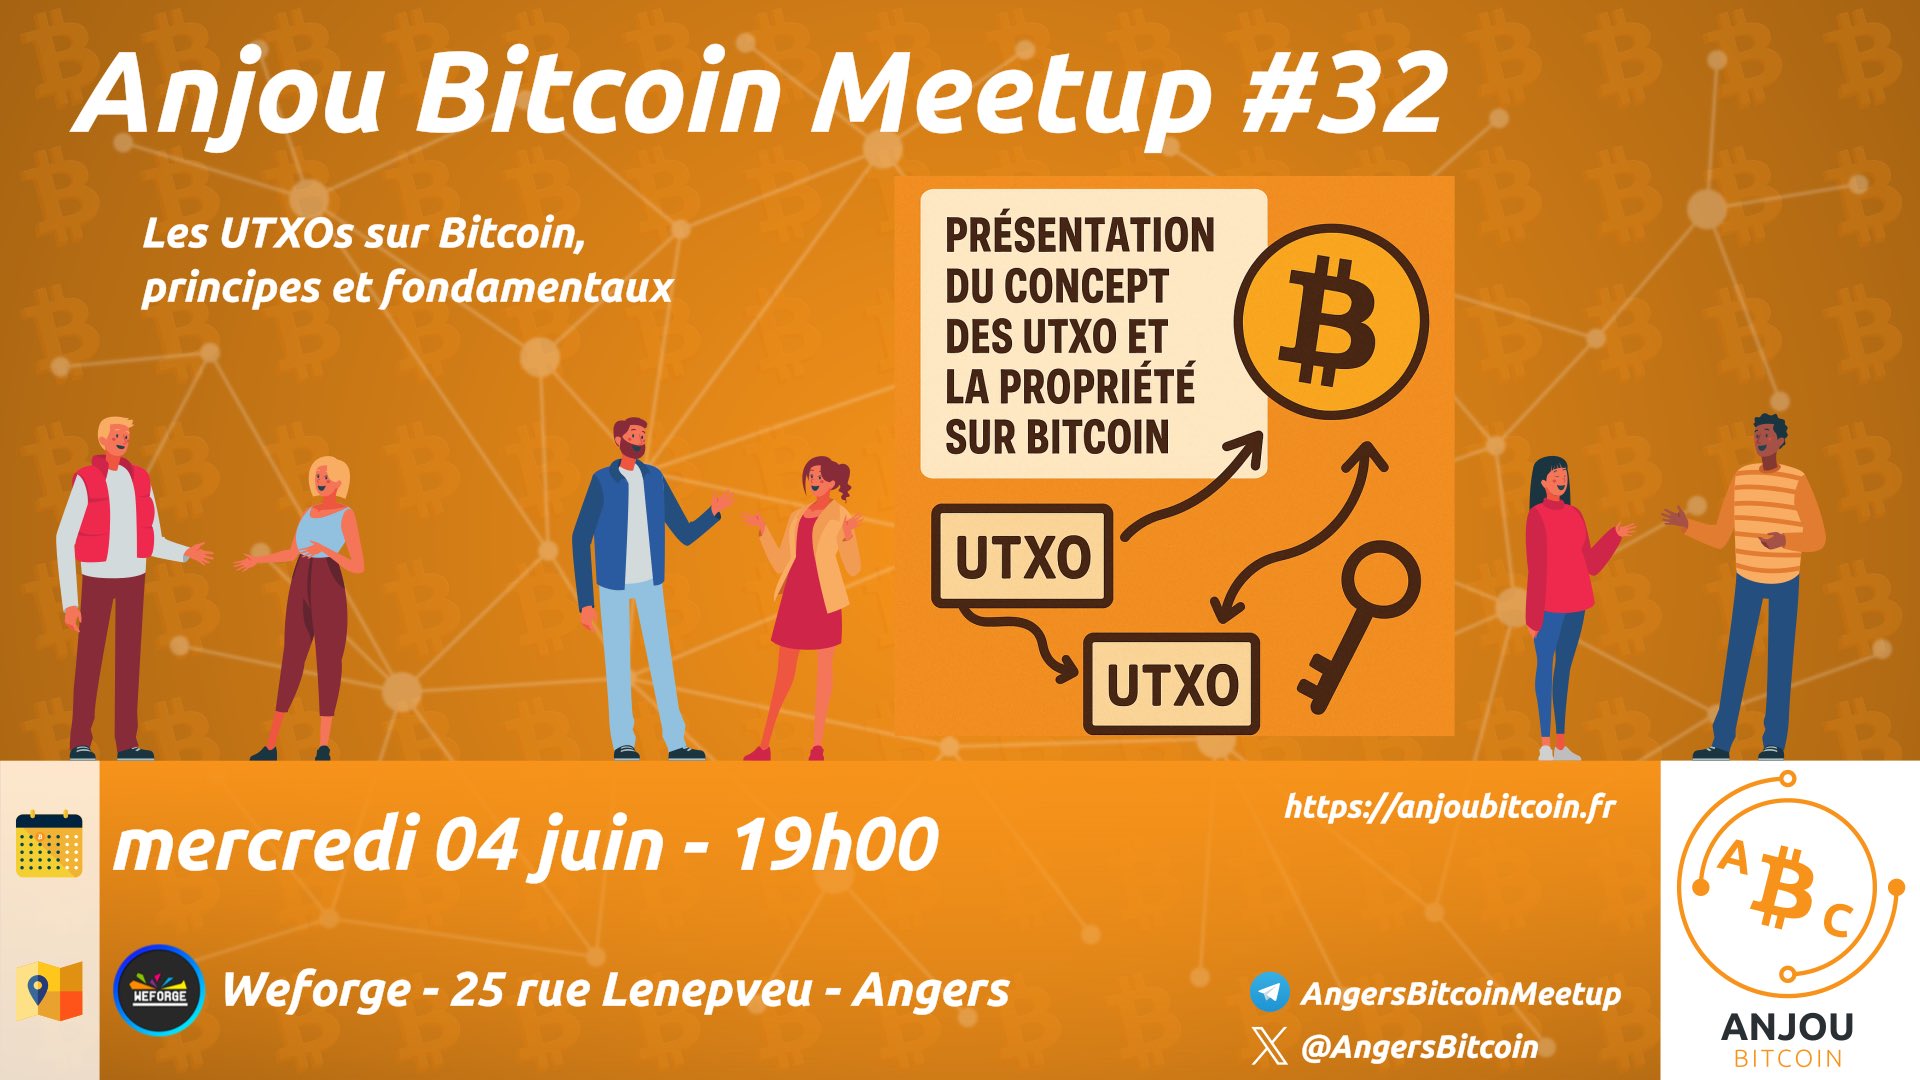 Anjou Bitcoin Meetup #32
Les UTXOs sur Bitcoin,
principes et fondamentaux
PRÉSENTATION
DU CONCEPT
DES UTXO ET
LA PROPRIÉTÉ
SUR BITCOIN
UTXO
UTXO
mercredi 04 juin - 19h00
https://anjoubitcoin.fr
WEFORGE
Weforge - 25 rue Lenepveu - Angers
AngersBitcoinMeetup
@AngersBitcoin
A ₿ C
ANJOU
BITCOIN